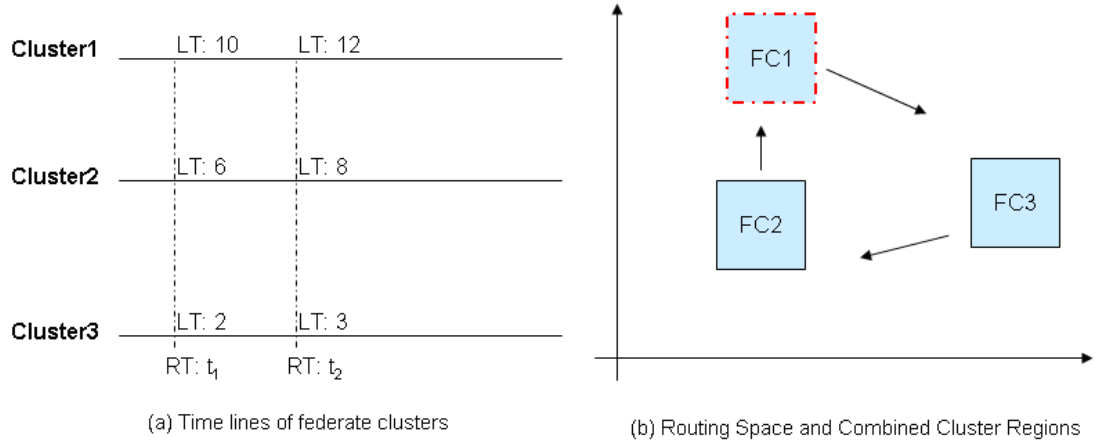 Cluster1
LT: 10 LT: 12
Cluster2
LT: 6 LT: 8
Cluster3
LT: 2 LT: 3
RT: t₁ RT: t₂
(a) Time lines of federate clusters
FC1
FC2
FC3
(b) Routing Space and Combined Cluster Regions